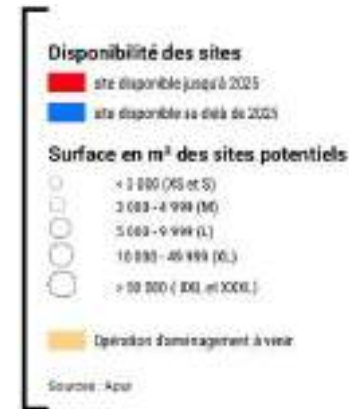 Disponibilité des sites
site disponible jusqu'à 2025
site disponible au delà de 2025
Surface en m² des sites potentiels
< 3 000 (XS et S)
3 000 - 4 999 (M)
5 000 - 9 999 (L)
10 000 - 49 999 (XL)
> 50 000 ( XXL et XXXL)
Opération d'aménagement à venir
Sources : Apur